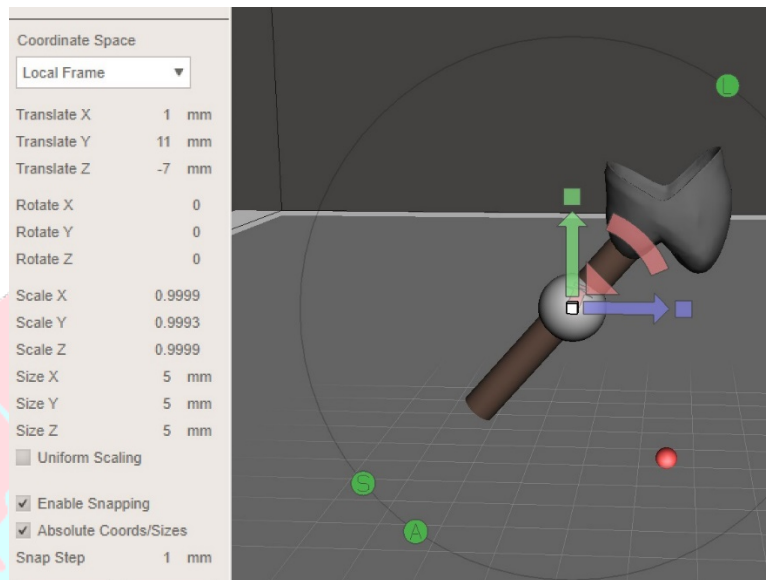 Coordinate Space
Local Frame
Translate X 1 mm
Translate Y 11 mm
Translate Z -7 mm
Rotate X 0
Rotate Y 0
Rotate Z 0
Scale X 0.9999
Scale Y 0.9993
Scale Z 0.9999
Size X 5 mm
Size Y 5 mm
Size Z 5 mm
Uniform Scaling
Enable Snapping
Absolute Coords/Sizes
Snap Step 1 mm
L
S
A